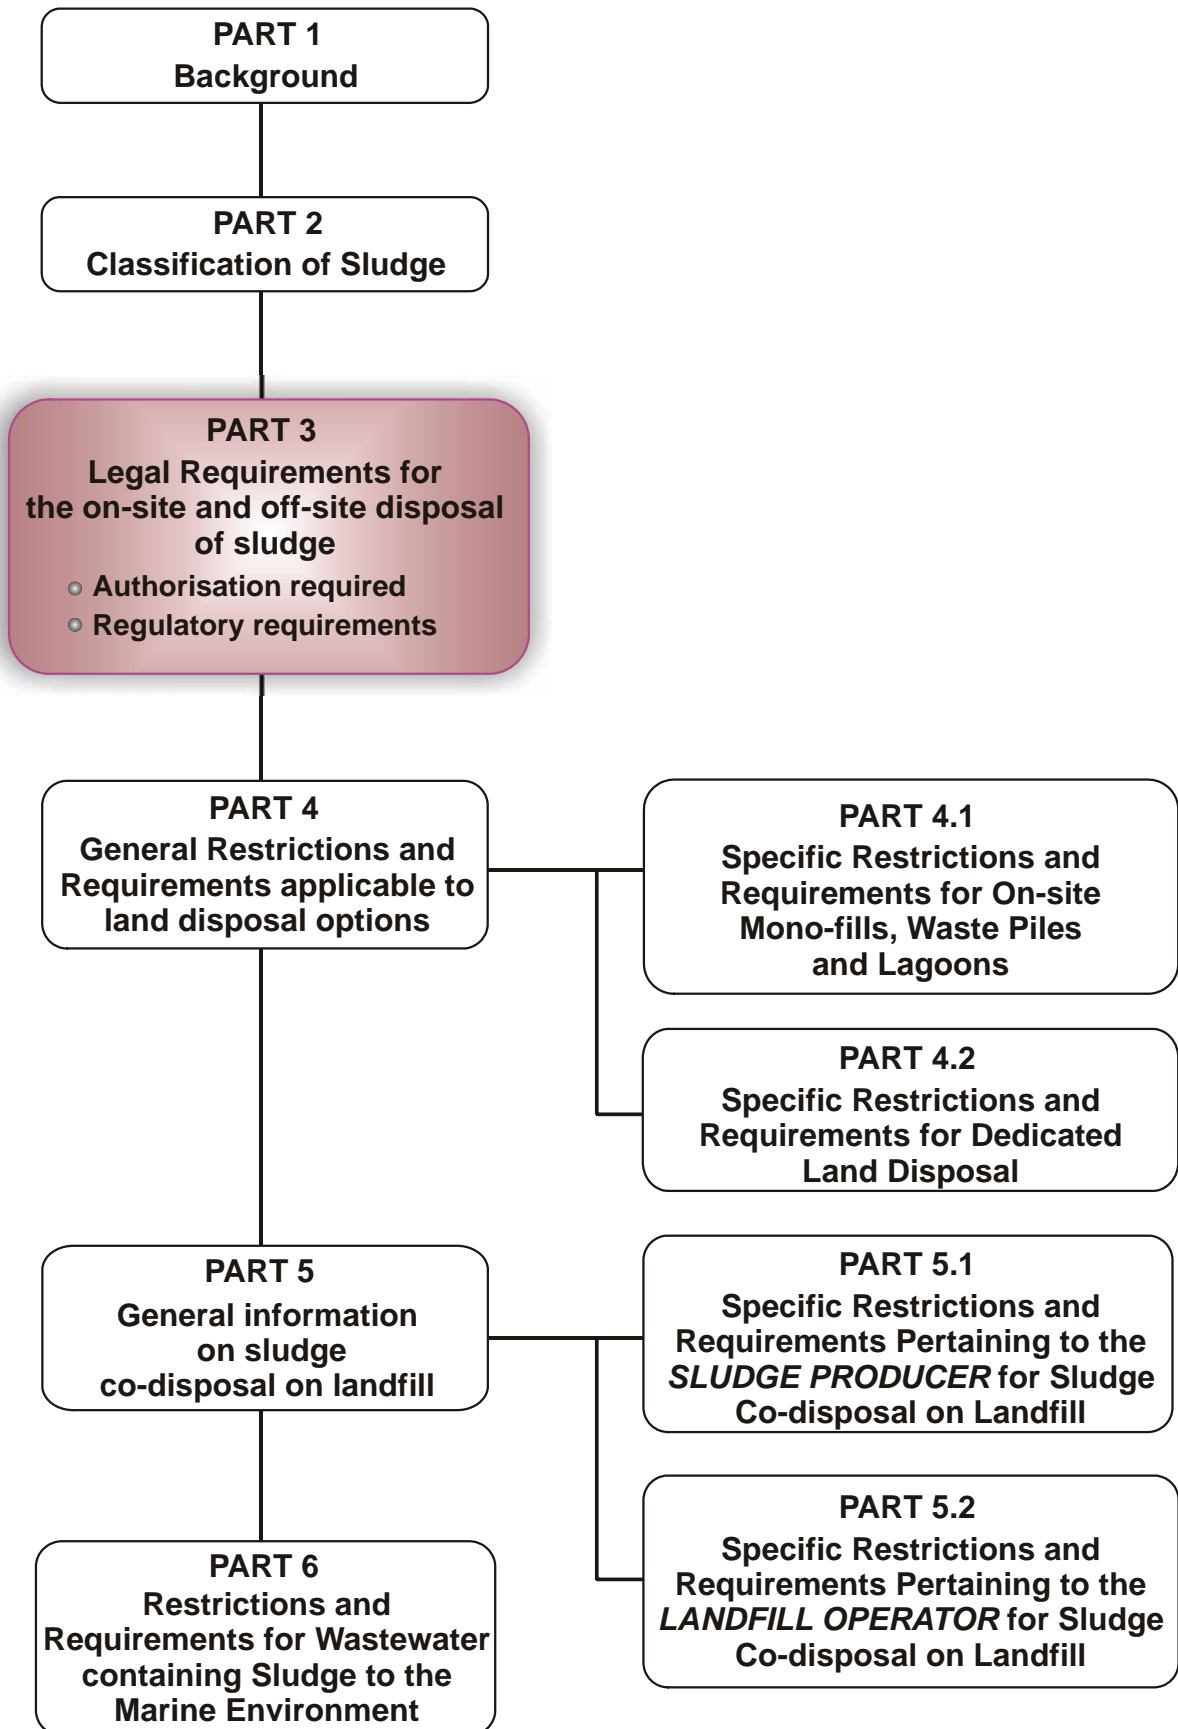 PART 1
Background
PART 2
Classification of Sludge
PART 3
Legal Requirements for
the on-site and off-site disposal
of sludge
Authorisation required
Regulatory requirements
PART 4
General Restrictions and
Requirements applicable to
land disposal options
PART 4.1
Specific Restrictions and
Requirements for On-site
Mono-fills, Waste Piles
and Lagoons
PART 4.2
Specific Restrictions and
Requirements for Dedicated
Land Disposal
PART 5
General information
on sludge
co-disposal on landfill
PART 5.1
Specific Restrictions and
Requirements Pertaining to the
SLUDGE PRODUCER for Sludge
Co-disposal on Landfill
PART 5.2
Specific Restrictions and
Requirements Pertaining to the
LANDFILL OPERATOR for Sludge
Co-disposal on Landfill
PART 6
Restrictions and
Requirements for Wastewater
containing Sludge to the
Marine Environment